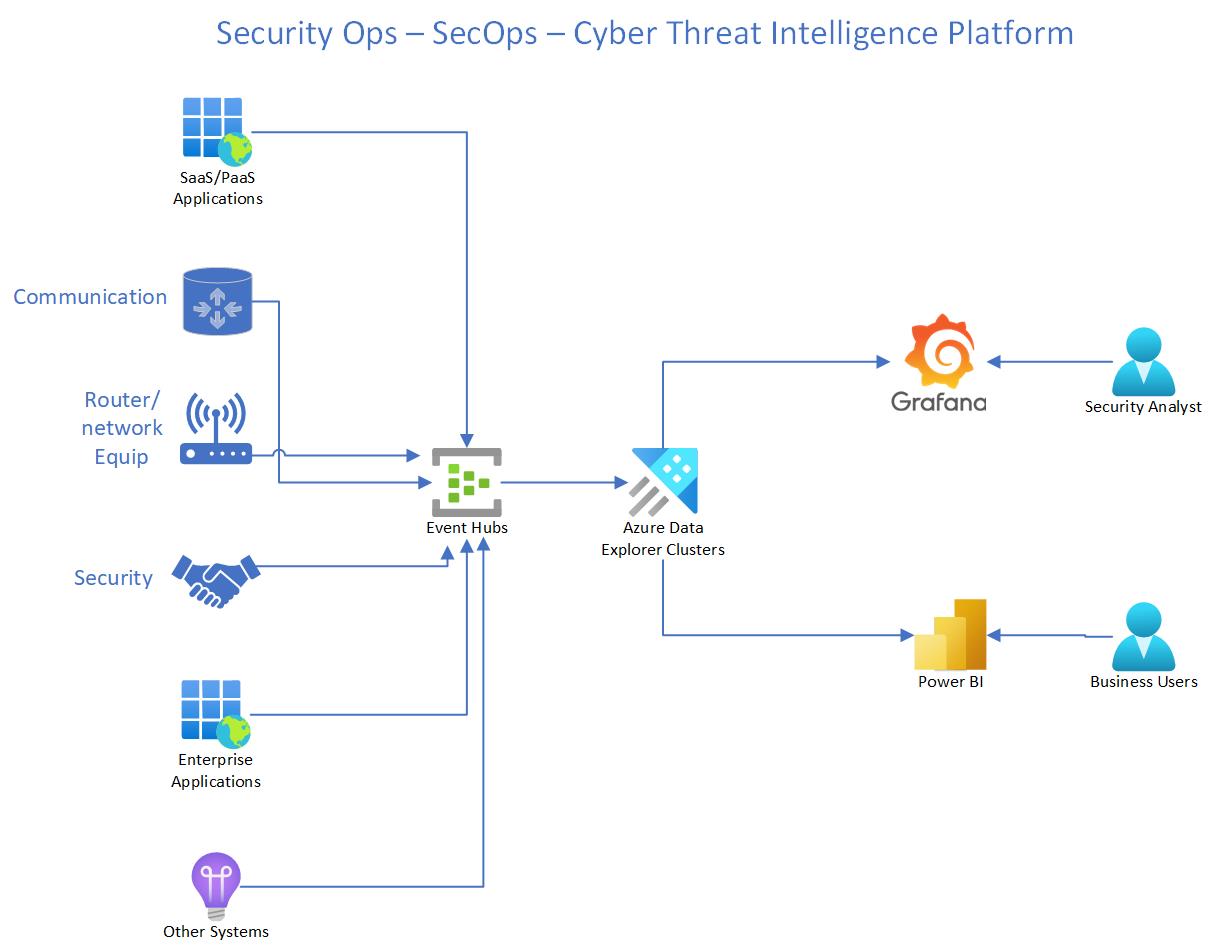 Security Ops – SecOps – Cyber Threat Intelligence Platform
SaaS/PaaS
Applications
Communication
Router/
network
Equip
Security
Enterprise
Applications
Other Systems
Event Hubs
Azure Data
Explorer Clusters
Grafana
Security Analyst
Power BI
Business Users